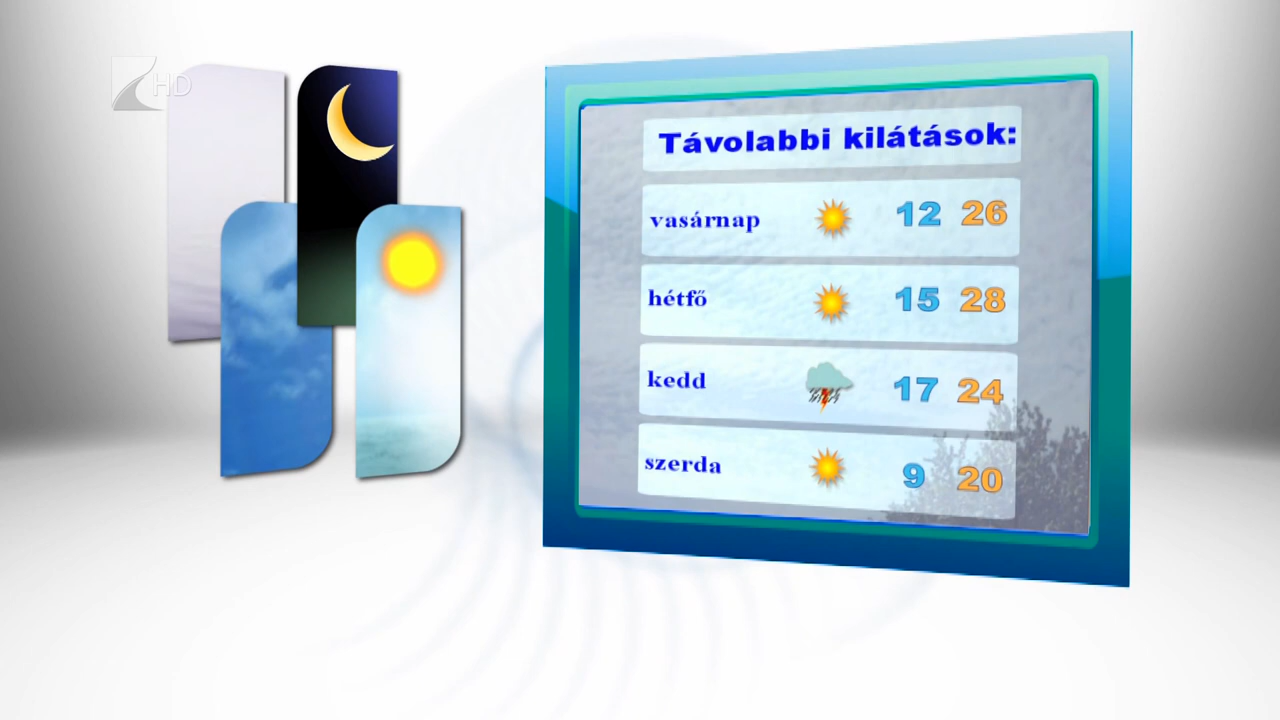 HD
Távolabbi kilátások:
vasárnap 12 26
hétfő 15 28
kedd 17 24
szerda 9 20